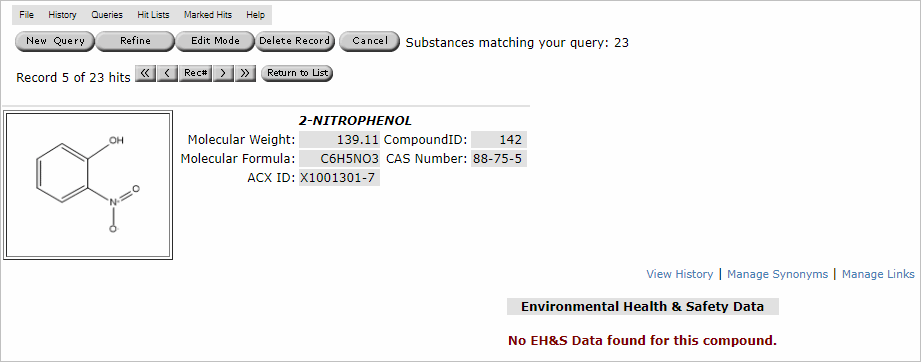 File History Queries Hit Lists Marked Hits Help
New Query Refine Edit Mode Delete Record Cancel Substances matching your query: 23
Record 5 of 23 hits << < Rec# > >> Return to List
2-NITROPHENOL
Molecular Weight: 139.11 CompoundID: 142
Molecular Formula: C6H5NO3 CAS Number: 88-75-5
ACX ID: X1001301-7
OH
N+ O
O-
View History | Manage Synonyms | Manage Links
Environmental Health & Safety Data
No EH&S Data found for this compound.